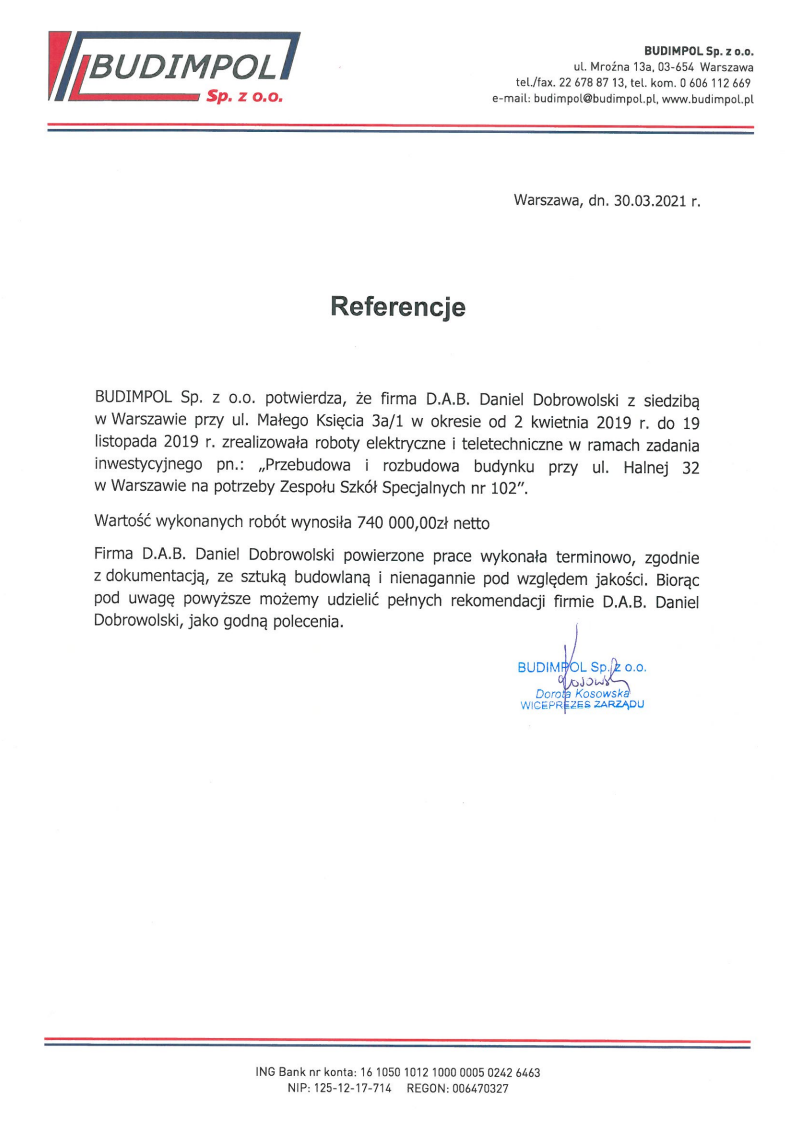 BUDIMPOL
Sp. z o.o.
BUDIMPOL Sp. z o.o.
ul. Mroźna 13a, 03-654 Warszawa
tel./fax. 22 678 87 13, tel. kom. 0 606 112 669
e-mail: budimpol@budimpol.pl, www.budimpol.pl
Warszawa, dn. 30.03.2021 r.
Referencje
BUDIMPOL Sp. z o.o. potwierdza, że firma D.A.B. Daniel Dobrowolski z siedzibą
w Warszawie przy ul. Małego Księcia 3a/1 w okresie od 2 kwietnia 2019 r. do 19
listopada 2019 r. zrealizowała roboty elektryczne i teletechniczne w ramach zadania
inwestycyjnego pn.: „Przebudowa i rozbudowa budynku przy ul. Halnej 32
w Warszawie na potrzeby Zespołu Szkół Specjalnych nr 102".
Wartość wykonanych robót wynosiła 740 000,00zł netto
Firma D.A.B. Daniel Dobrowolski powierzone prace wykonała terminowo, zgodnie
z dokumentacją, ze sztuką budowlaną i nienagannie pod względem jakości. Biorąc
pod uwagę powyższe możemy udzielić pełnych rekomendacji firmie D.A.B. Daniel
Dobrowolski, jako godną polecenia.
BUDIMPOL Sp. z o.o.
Dorota Kosowska
WICEPREZES ZARZĄDU
ING Bank nr konta: 16 1050 1012 1000 0005 0242 6463
NIP: 125-12-17-714 REGON: 006470327